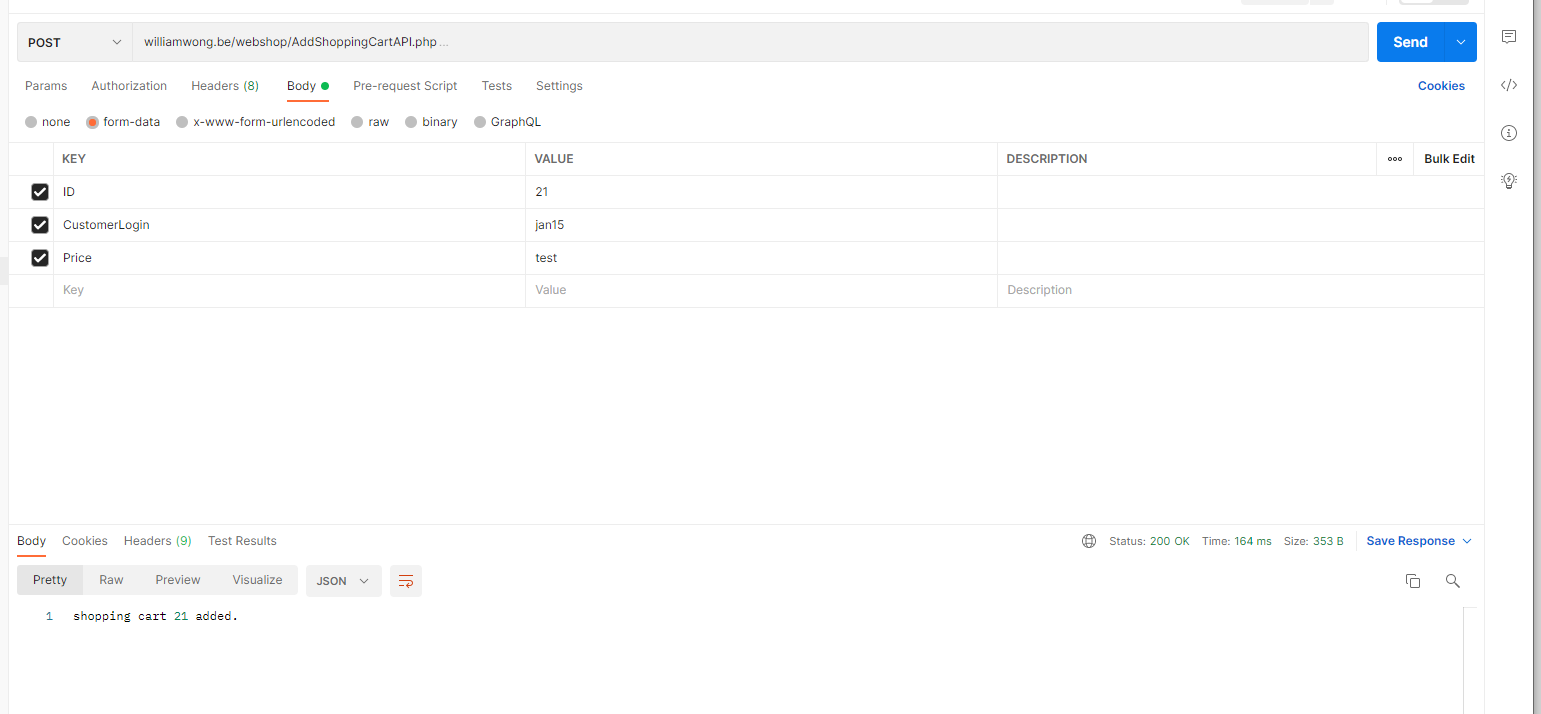 POST williamwong.be/webshop/AddShoppingCartAPI.php ... Send
Params Authorization Headers (8) Body Pre-request Script Tests Settings Cookies
none form-data x-www-form-urlencoded raw binary GraphQL
KEY VALUE DESCRIPTION Bulk Edit
ID 21
CustomerLogin jan15
Price test
Key Value Description
Body Cookies Headers (9) Test Results Status: 200 OK Time: 164 ms Size: 353 B Save Response
Pretty Raw Preview Visualize JSON
1 shopping cart 21 added.